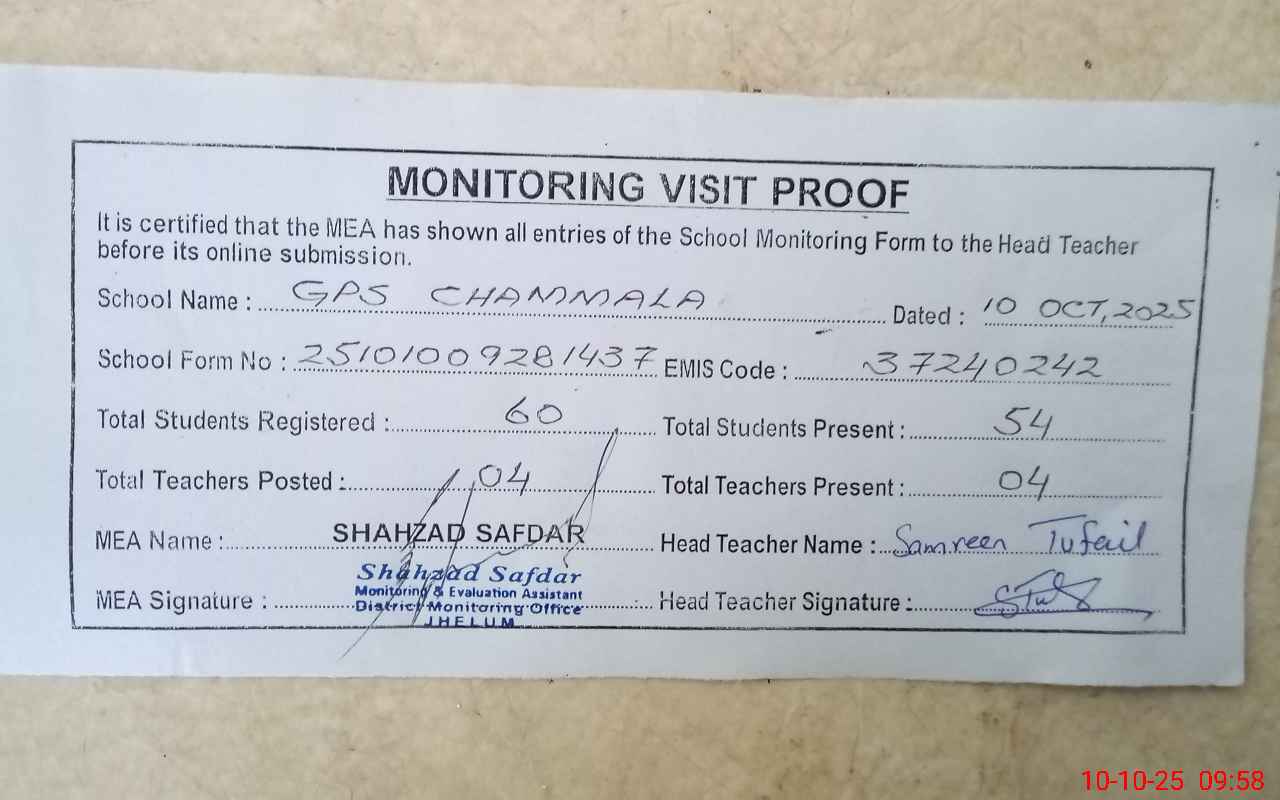 MONITORING VISIT PROOF
It is certified that the MEA has shown all entries of the School Monitoring Form to the Head Teacher
before its online submission.
School Name : GPS CHAMMALA Dated : 10 OCT, 2025
School Form No : 25101009281437 EMIS Code : 37240242
Total Students Registered : 60 Total Students Present : 54
Total Teachers Posted : 04 Total Teachers Present : 04
MEA Name : SHAHZAD SAFDAR Head Teacher Name : Samreen Tufail
Shahzad Safdar
Monitoring & Evaluation Assistant
MEA Signature : District Monitoring Office Head Teacher Signature :
JHELUM
10-10-25 09:58